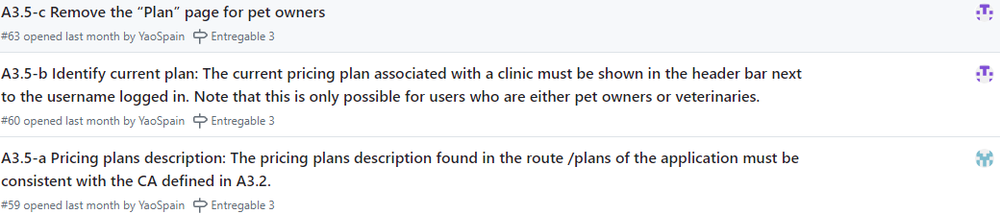 A3.5-c Remove the “Plan” page for pet owners
#63 opened last month by YaoSpain Entregable 3
A3.5-b Identify current plan: The current pricing plan associated with a clinic must be shown in the header bar next
to the username logged in. Note that this is only possible for users who are either pet owners or veterinaries.
#60 opened last month by YaoSpain Entregable 3
A3.5-a Pricing plans description: The pricing plans description found in the route /plans of the application must be
consistent with the CA defined in A3.2.
#59 opened last month by YaoSpain Entregable 3